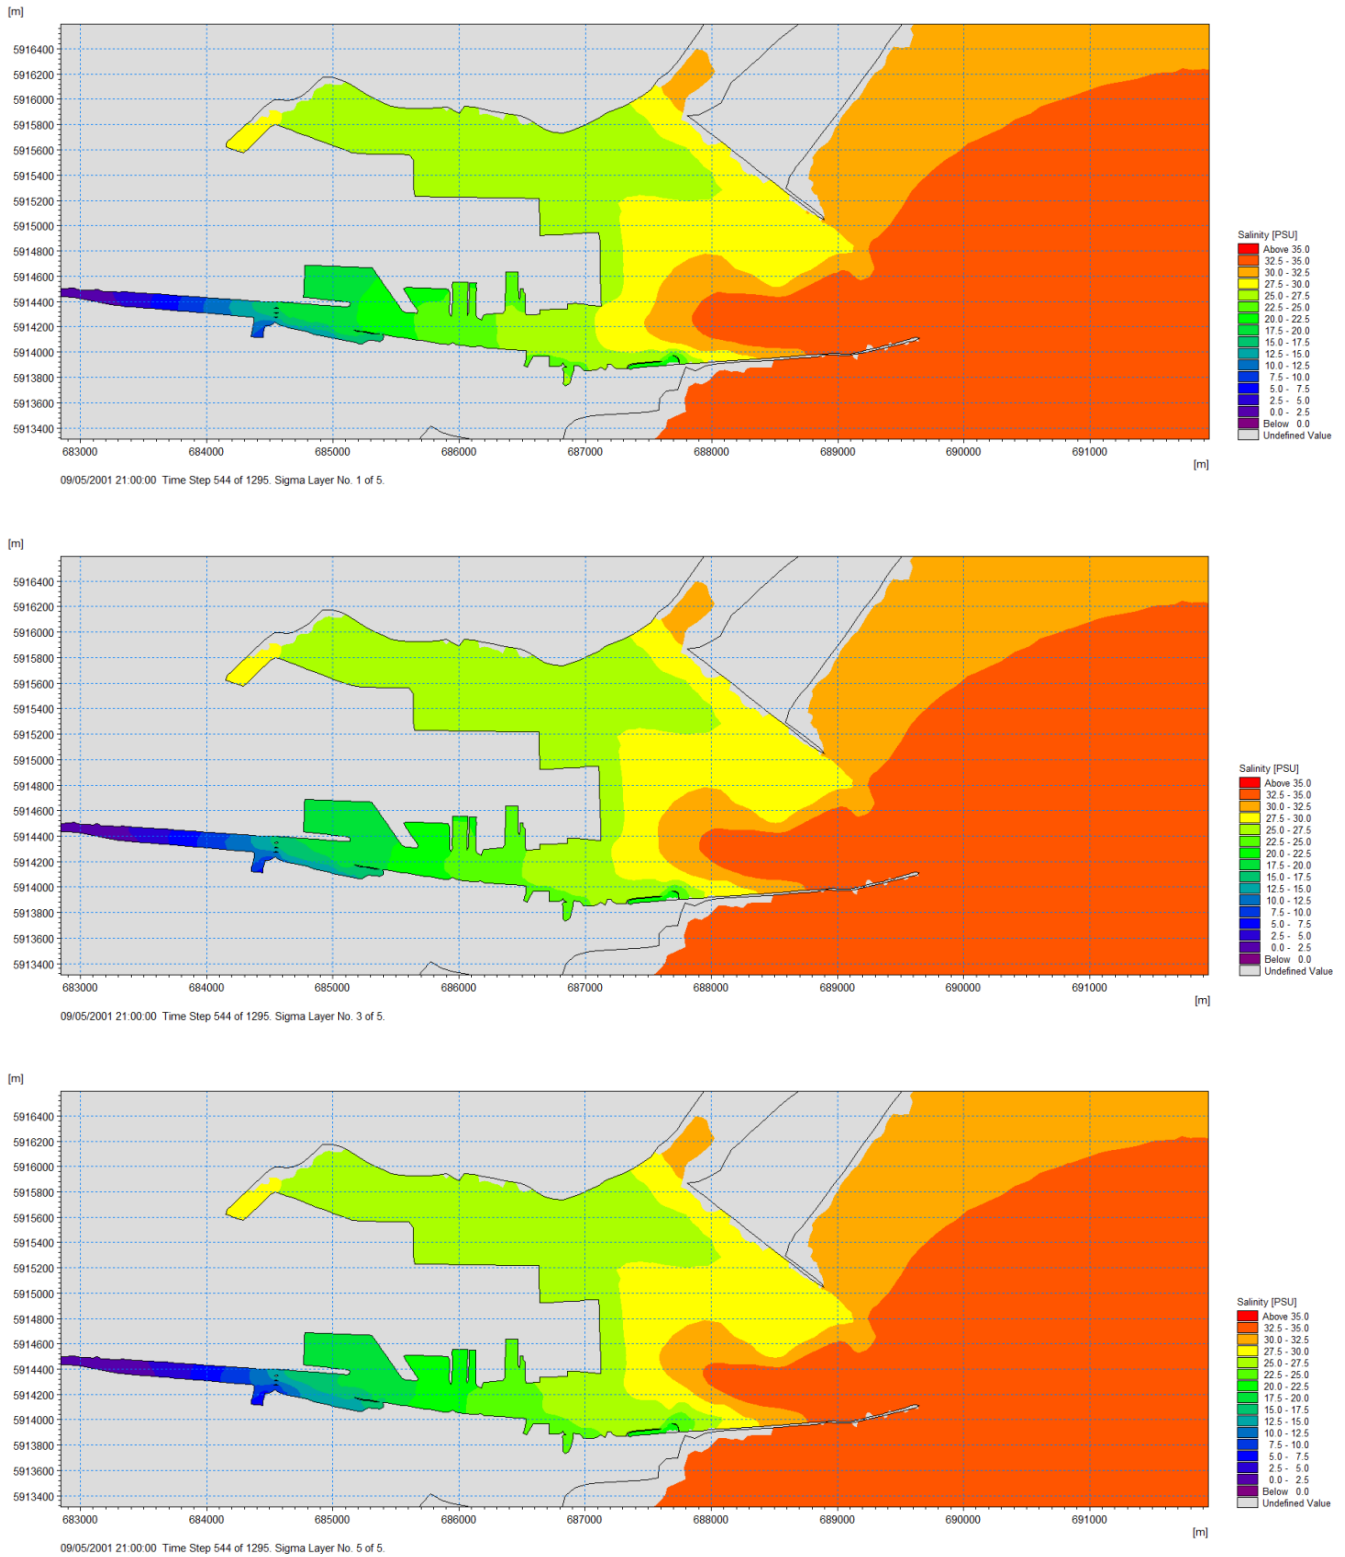 [m]
5916400
5916200
5916000
5915800
5915600
5915400
5915200
5915000
5914800
5914600
5914400
5914200
5914000
5913800
5913600
5913400
683000 684000 685000 686000 687000 688000 689000 690000 691000
[m]
Salinity [PSU]
Above 35.0
32.5 - 35.0
30.0 - 32.5
27.5 - 30.0
25.0 - 27.5
22.5 - 25.0
20.0 - 22.5
17.5 - 20.0
15.0 - 17.5
12.5 - 15.0
10.0 - 12.5
7.5 - 10.0
5.0 - 7.5
2.5 - 5.0
0.0 - 2.5
Below 0.0
Undefined Value
09/05/2001 21:00:00 Time Step 544 of 1295. Sigma Layer No. 1 of 5.
[m]
5916400
5916200
5916000
5915800
5915600
5915400
5915200
5915000
5914800
5914600
5914400
5914200
5914000
5913800
5913600
5913400
683000 684000 685000 686000 687000 688000 689000 690000 691000
[m]
Salinity [PSU]
Above 35.0
32.5 - 35.0
30.0 - 32.5
27.5 - 30.0
25.0 - 27.5
22.5 - 25.0
20.0 - 22.5
17.5 - 20.0
15.0 - 17.5
12.5 - 15.0
10.0 - 12.5
7.5 - 10.0
5.0 - 7.5
2.5 - 5.0
0.0 - 2.5
Below 0.0
Undefined Value
09/05/2001 21:00:00 Time Step 544 of 1295. Sigma Layer No. 3 of 5.
[m]
5916400
5916200
5916000
5915800
5915600
5915400
5915200
5915000
5914800
5914600
5914400
5914200
5914000
5913800
5913600
5913400
683000 684000 685000 686000 687000 688000 689000 690000 691000
[m]
Salinity [PSU]
Above 35.0
32.5 - 35.0
30.0 - 32.5
27.5 - 30.0
25.0 - 27.5
22.5 - 25.0
20.0 - 22.5
17.5 - 20.0
15.0 - 17.5
12.5 - 15.0
10.0 - 12.5
7.5 - 10.0
5.0 - 7.5
2.5 - 5.0
0.0 - 2.5
Below 0.0
Undefined Value
09/05/2001 21:00:00 Time Step 544 of 1295. Sigma Layer No. 5 of 5.